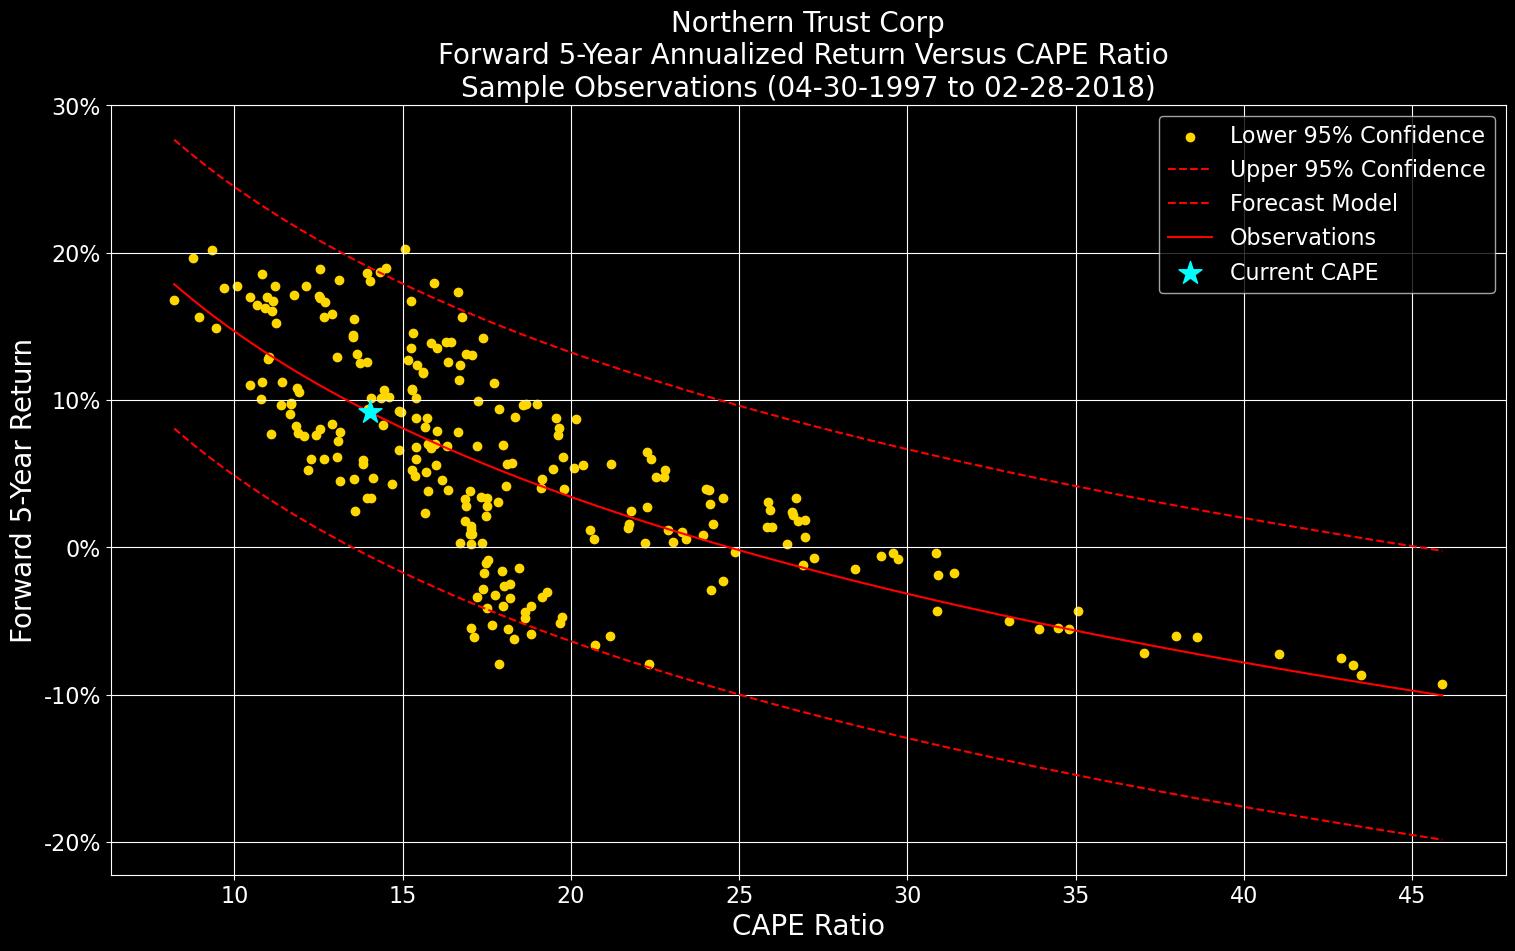 Northern Trust Corp
Forward 5-Year Annualized Return Versus CAPE Ratio
Sample Observations (04-30-1997 to 02-28-2018)
Forward 5-Year Return
30%
20%
10%
0%
-10%
-20%
Lower 95% Confidence
Upper 95% Confidence
Forecast Model
Observations
Current CAPE
10 15 20 25 30 35 40 45
CAPE Ratio